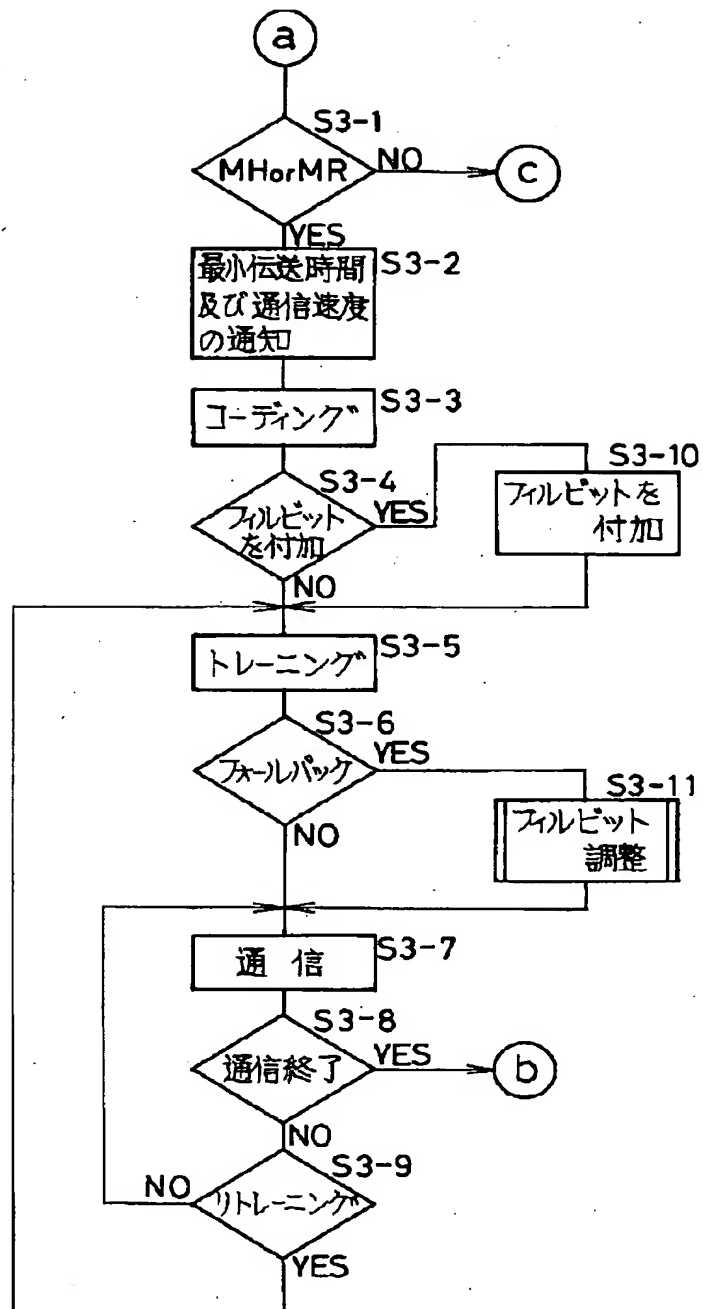 a
S3-1
MHorMR
NO
c
YES
最小伝送時間
及び通信速度
の通知
S3-2
コーディング
S3-3
S3-4
フィルビット
を付加
YES
S3-10
フィルビットを
付加
NO
トレーニング
S3-5
S3-6
フォールバック
YES
S3-11
フィルビット
調整
NO
通信
S3-7
S3-8
通信終了
YES
b
NO
S3-9
NO
リトレーニング
YES